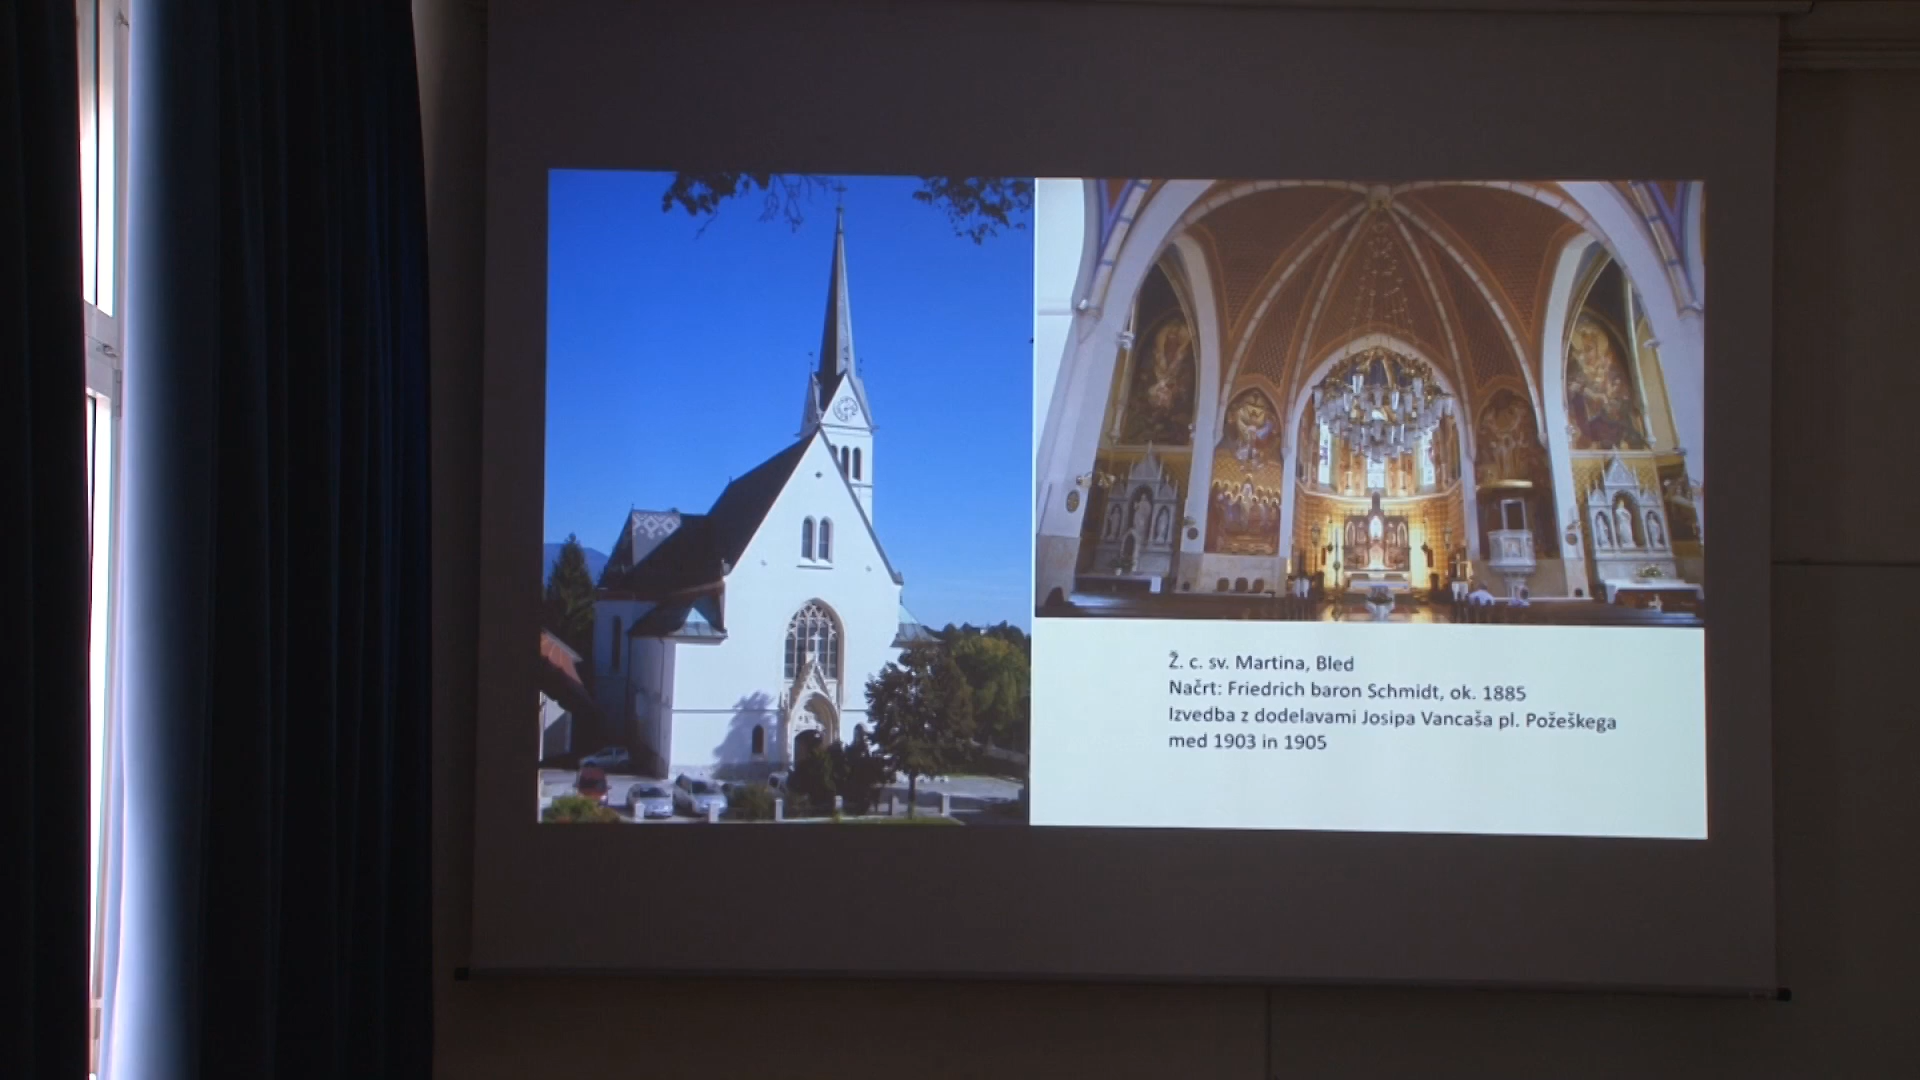 Ž. c. sv. Martina, Bled
Načrt: Friedrich baron Schmidt, ok. 1885
Izvedba z dodelavami Josipa Vancaša pl. Požeškega
med 1903 in 1905